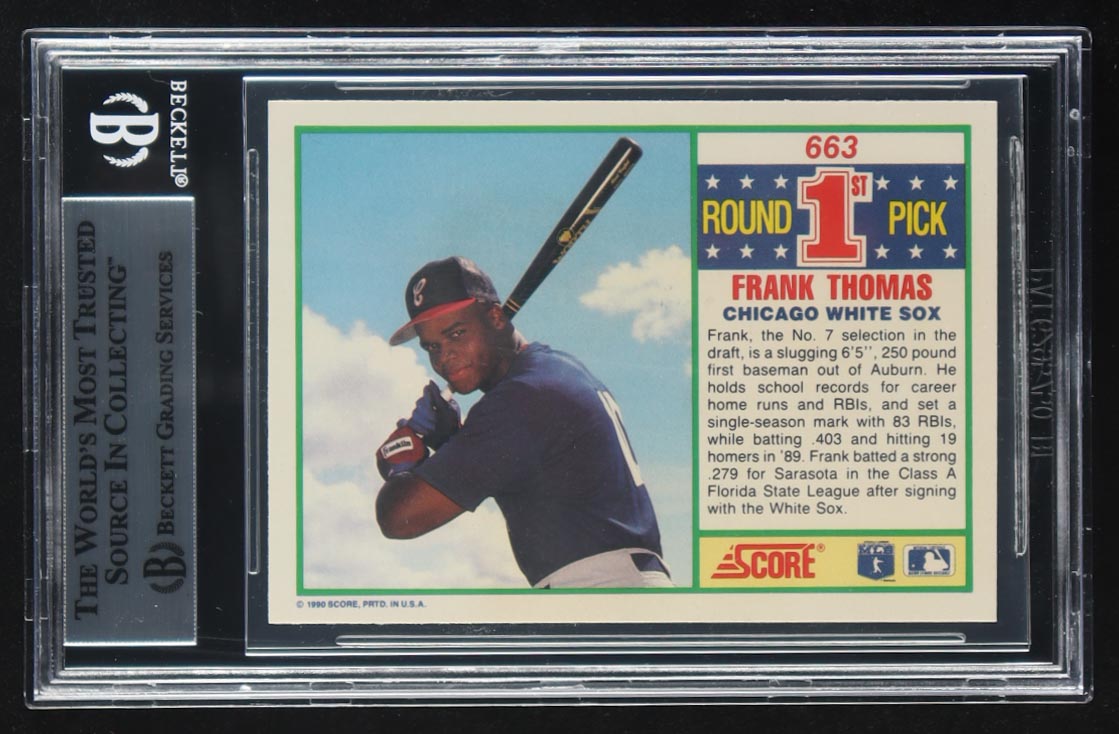 BECKETT®
B
THE WORLD'S MOST TRUSTED
SOURCE IN COLLECTING™
B BECKETT GRADING SERVICES
663
1ST
ROUND PICK
FRANK THOMAS
CHICAGO WHITE SOX
Frank, the No. 7 selection in the
draft, is a slugging 6'5'', 250 pound
first baseman out of Auburn. He
holds school records for career
home runs and RBIs, and set a
single-season mark with 83 RBIs,
while batting .403 and hitting 19
homers in '89. Frank batted a strong
.279 for Sarasota in the Class A
Florida State League after signing
with the White Sox.
SCORE®
C
Franklin
© 1990 SCORE, PRTD. IN U.S.A.